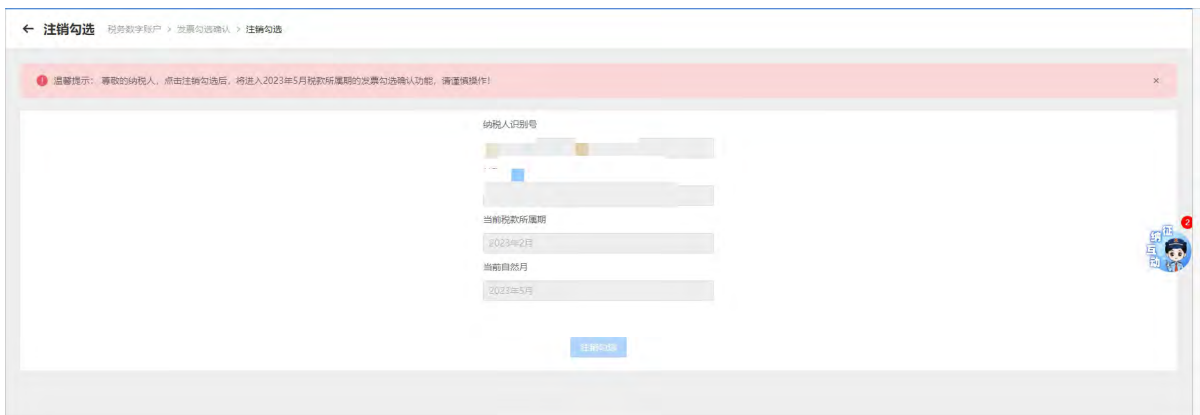 ← 注销勾选 税务数字账户 > 发票勾选确认 > 注销勾选
温馨提示： 尊敬的纳税人，点击注销勾选后，将进入2023年5月税款所属期的发票勾选确认功能，请谨慎操作！ ×
纳税人识别号
当前税款所属期
2023年2月
当前自然月
2023年5月
注销勾选
征纳互动
2